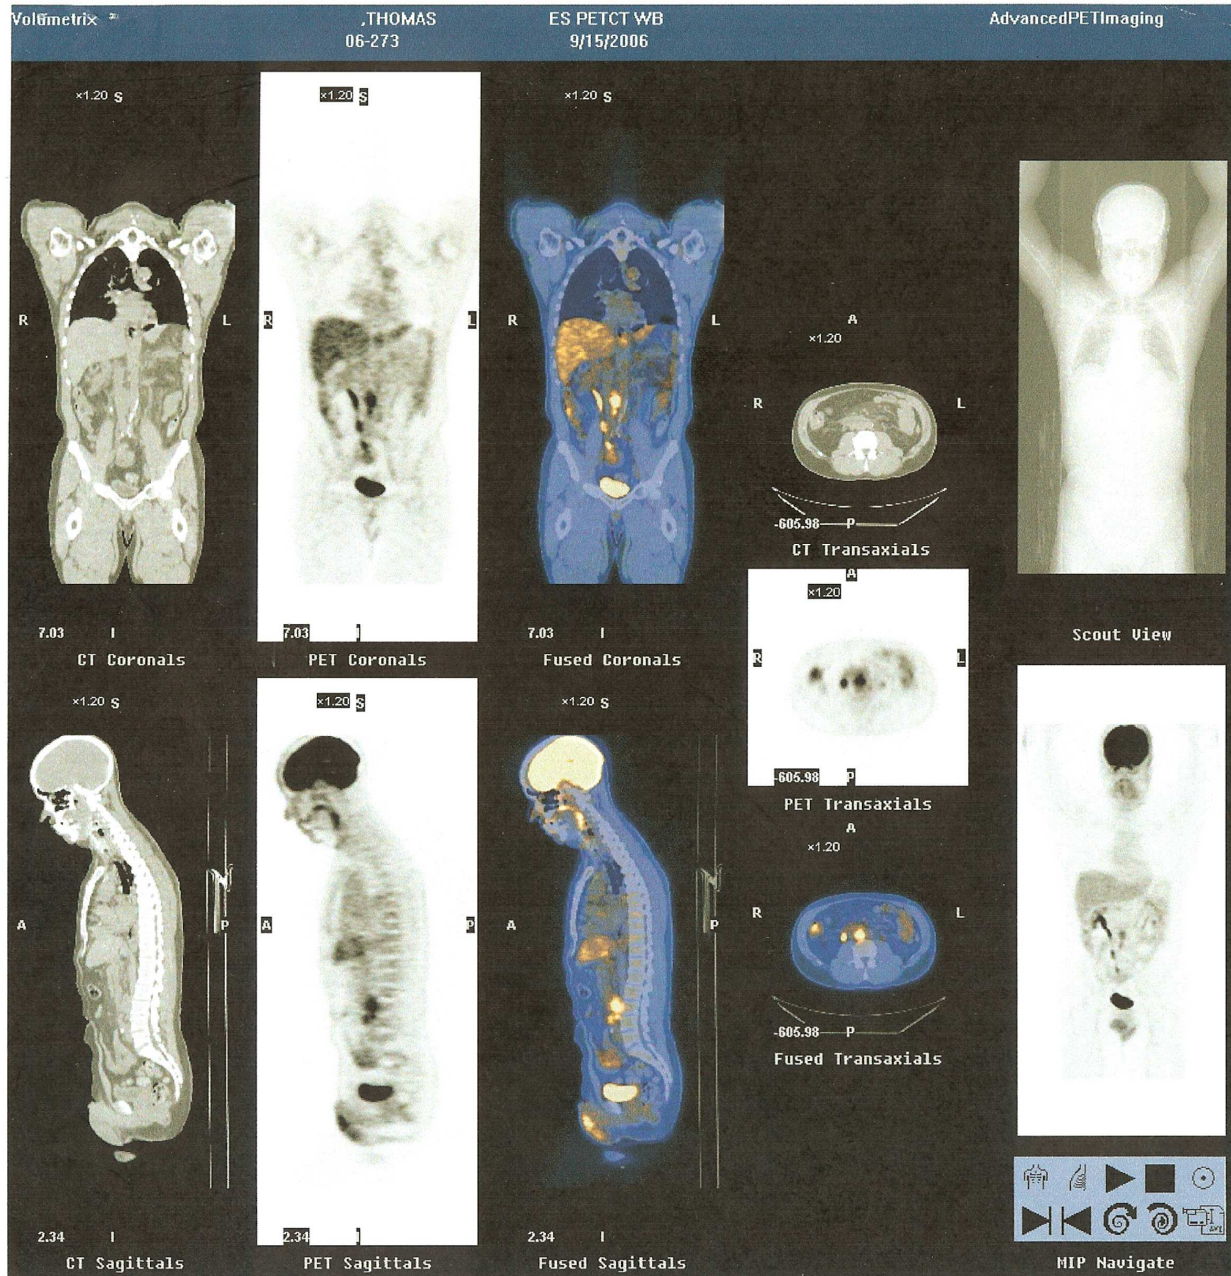 Volumetrix
,THOMAS
06-273
ES PETCT WB
9/15/2006
AdvancedPETImaging
×1.20 S
R
L
7.03 I
CT Coronals
×1.20 S
R
L
7.03 I
PET Coronals
×1.20 S
R
L
7.03 I
Fused Coronals
A
×1.20
R
L
-605.98 P
CT Transaxials
Scout View
A
×1.20
R
L
-605.98 P
PET Transaxials
×1.20 S
A
P
2.34 I
CT Sagittals
×1.20 S
A
P
2.34 I
PET Sagittals
×1.20 S
A
P
2.34 I
Fused Sagittals
A
×1.20
R
L
-605.98 P
Fused Transaxials
MIP Navigate